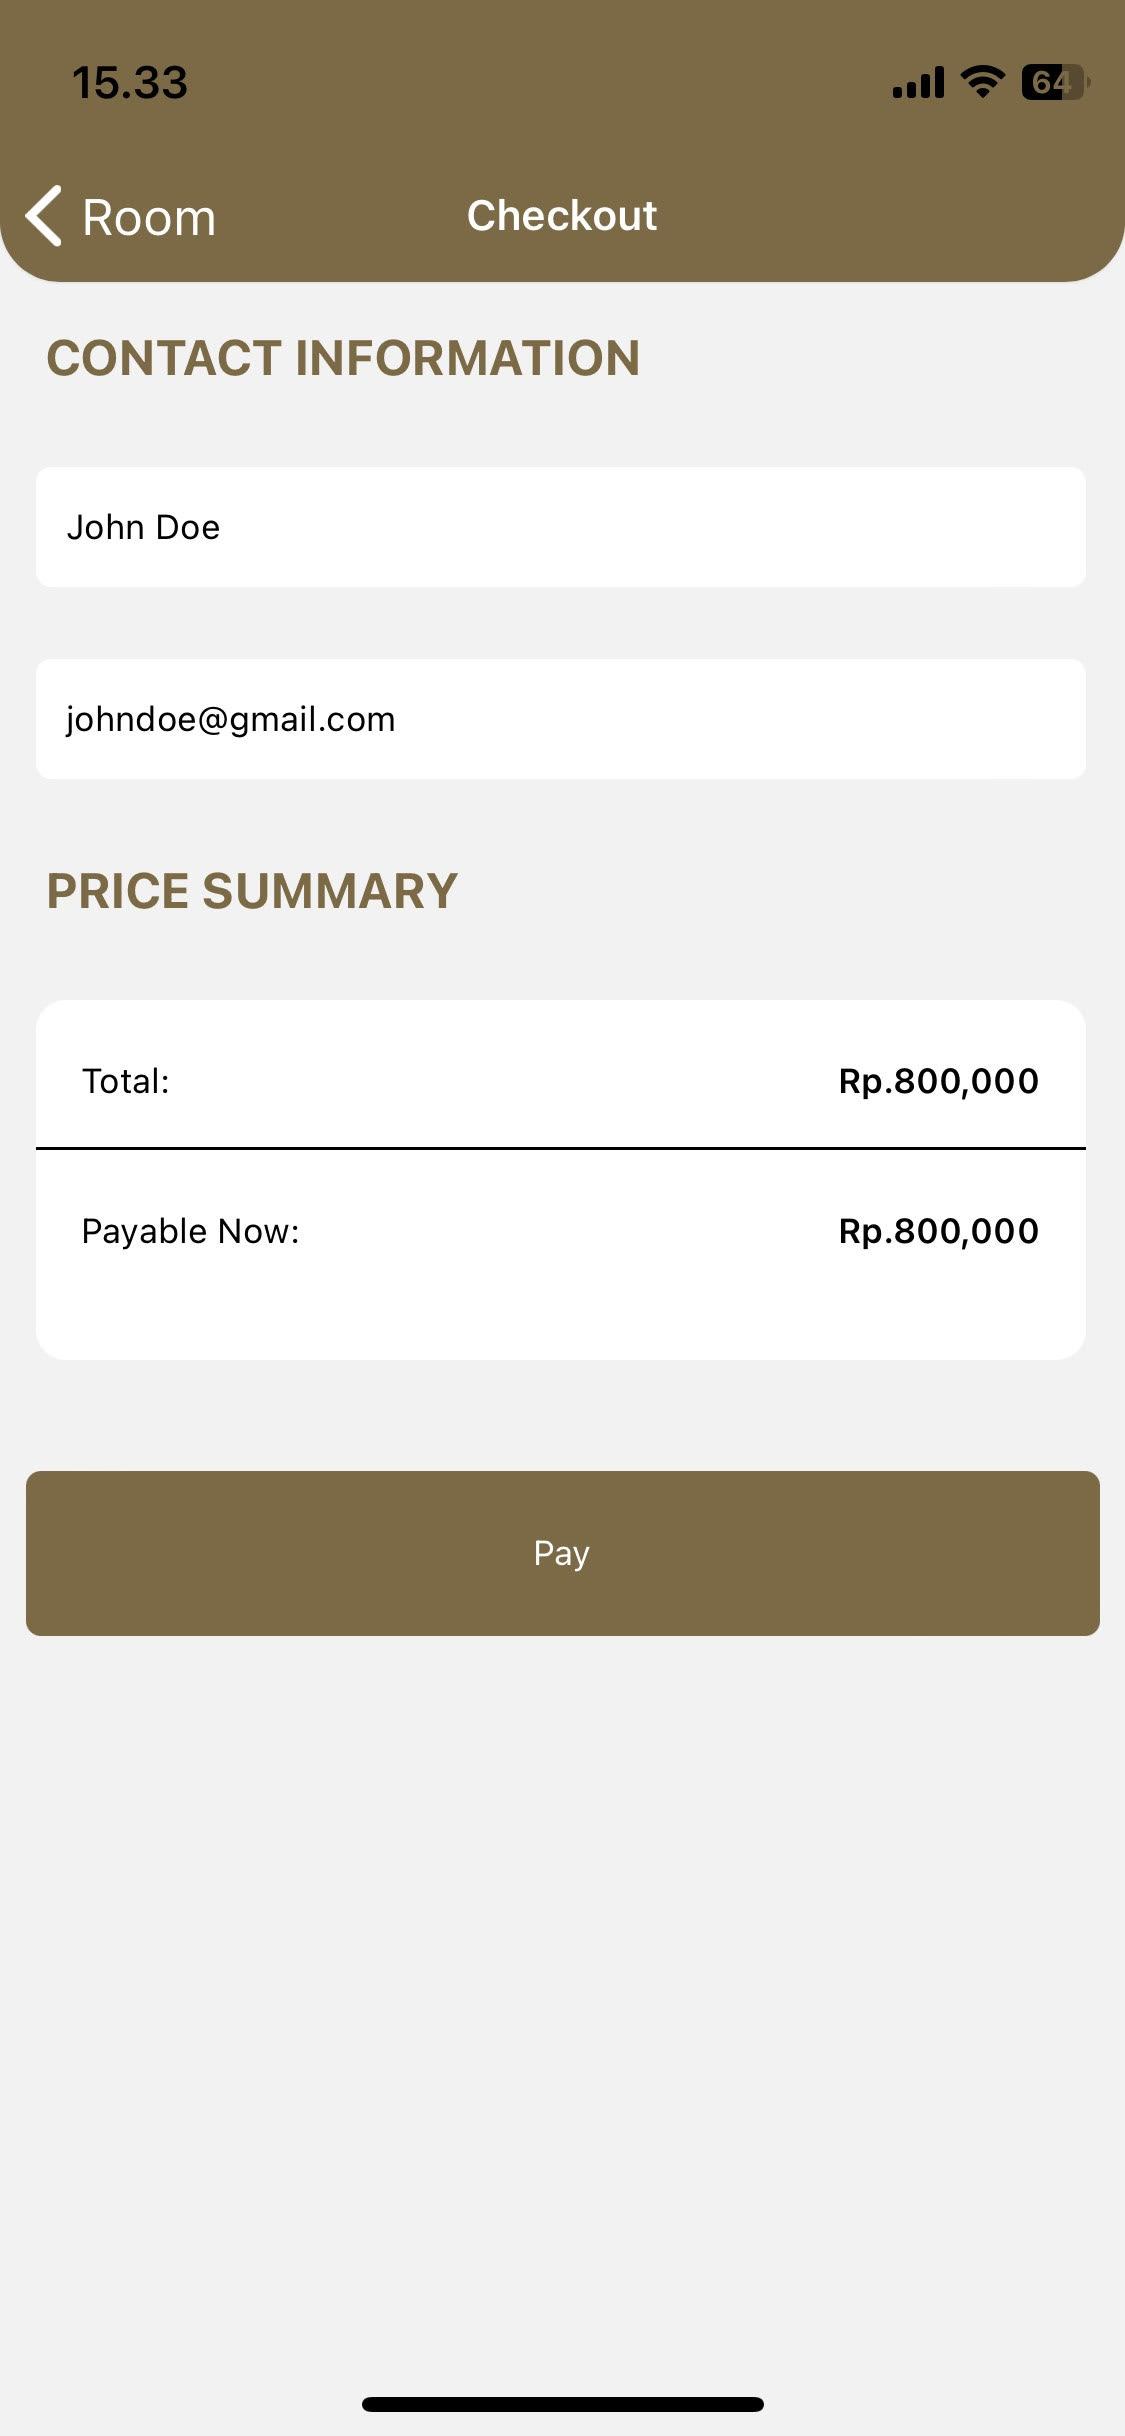 15.33
64
Room
Checkout
CONTACT INFORMATION
John Doe
johndoe@gmail.com
PRICE SUMMARY
Total: Rp.800,000
Payable Now: Rp.800,000
Pay